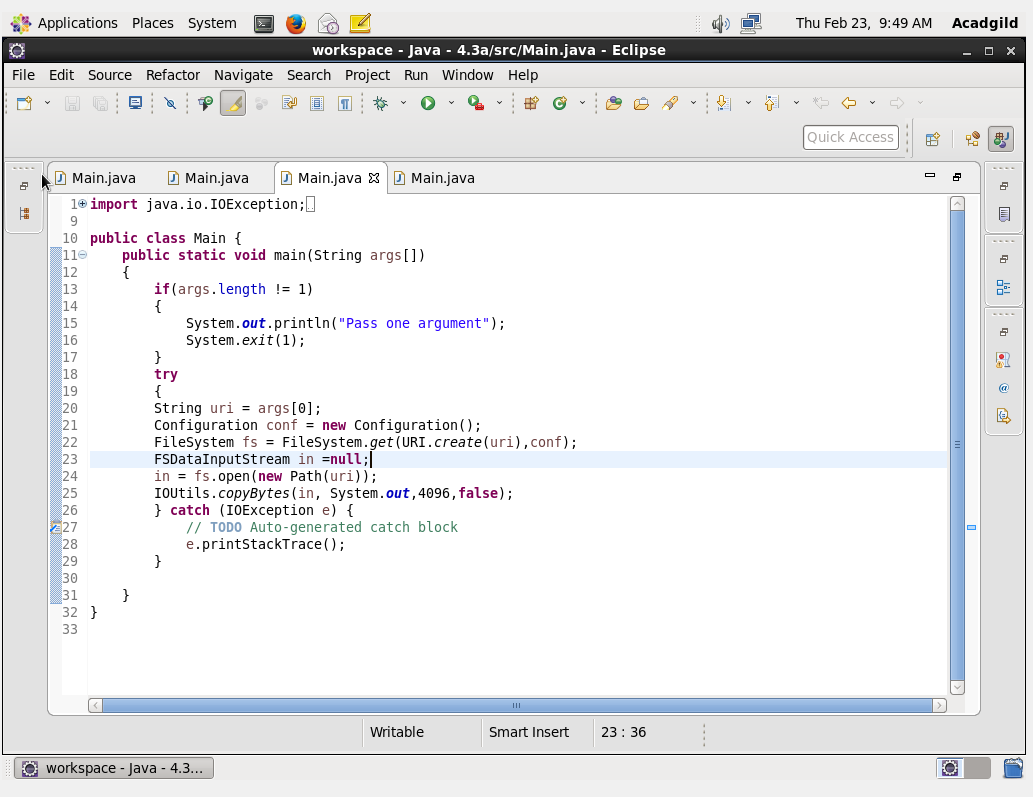 Applications Places System Thu Feb 23, 9:49 AM Acadgild
workspace - Java - 4.3a/src/Main.java - Eclipse
File Edit Source Refactor Navigate Search Project Run Window Help
Quick Access
Main.java Main.java Main.java Main.java
1 import java.io.IOException;
9
10 public class Main {
11 public static void main(String args[])
12 {
13 if(args.length != 1)
14 {
15 System.out.println("Pass one argument");
16 System.exit(1);
17 }
18 try
19 {
20 String uri = args[0];
21 Configuration conf = new Configuration();
22 FileSystem fs = FileSystem.get(URI.create(uri),conf);
23 FSDataInputStream in =null;
24 in = fs.open(new Path(uri));
25 IOUtils.copyBytes(in, System.out,4096,false);
26 } catch (IOException e) {
27 // TODO Auto-generated catch block
28 e.printStackTrace();
29 }
30
31 }
32 }
33
Writable Smart Insert 23 : 36
workspace - Java - 4.3...